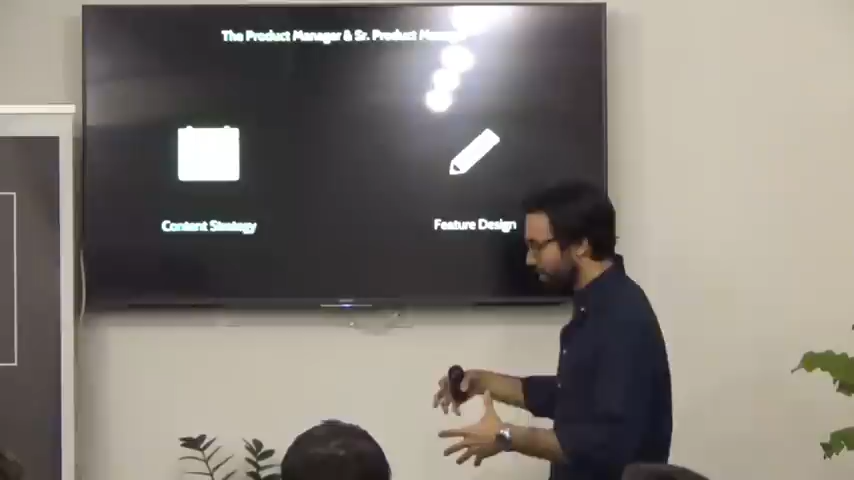 The Product Manager & Sr. Product
Content Strategy
Feature Design